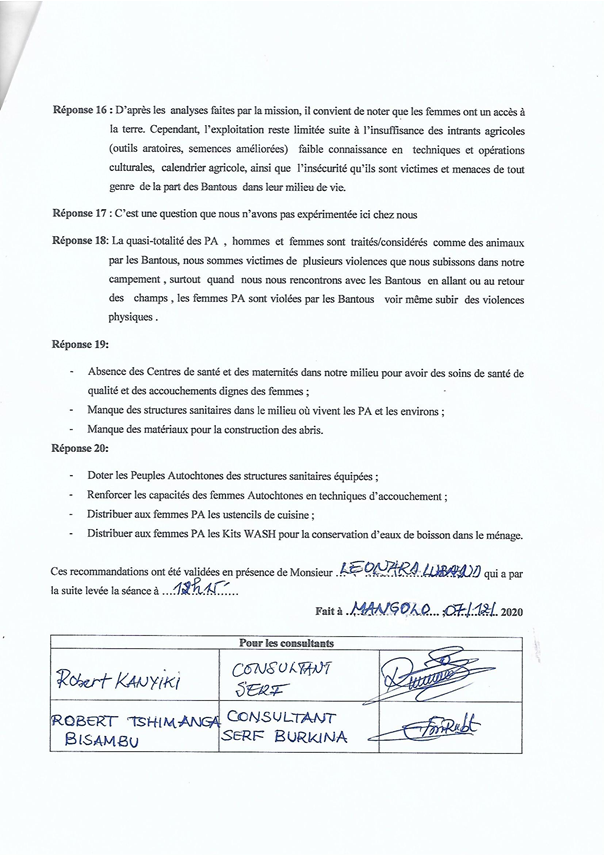 Réponse 16 : D'après les analyses faites par la mission, il convient de noter que les femmes ont un accès à
la terre. Cependant, l'exploitation reste limitée suite à l'insuffisance des intrants agricoles
(outils aratoires, semences améliorées) faible connaissance en techniques et opérations
culturales, calendrier agricole, ainsi que l'insécurité qu'ils sont victimes et menaces de tout
genre de la part des Bantous dans leur milieu de vie.
Réponse 17 : C'est une question que nous n'avons pas expérimentée ici chez nous
Réponse 18: La quasi-totalité des PA , hommes et femmes sont traités/considérés comme des animaux
par les Bantous, nous sommes victimes de plusieurs violences que nous subissons dans notre
campement , surtout quand nous nous rencontrons avec les Bantous en allant ou au retour
des champs , les femmes PA sont violées par les Bantous voir même subir des violences
physiques .
Réponse 19:
- Absence des Centres de santé et des maternités dans notre milieu pour avoir des soins de santé de
qualité et des accouchements dignes des femmes ;
- Manque des structures sanitaires dans le milieu où vivent les PA et les environs ;
- Manque des matériaux pour la construction des abris.
Réponse 20:
- Doter les Peuples Autochtones des structures sanitaires équipées ;
- Renforcer les capacités des femmes Autochtones en techniques d'accouchement ;
- Distribuer aux femmes PA les ustencils de cuisine ;
- Distribuer aux femmes PA les Kits WASH pour la conservation d'eaux de boisson dans le ménage.
Ces recommandations ont été validées en présence de Monsieur qui a par
la suite levée la séance à
Fait à MANGOLO 07/12/ 2020
Pour les consultants
Robert KANYIKI CONSULTANT
SERF
ROBERT TSHIMANGA CONSULTANT
BISAMBU SERF BURKINA